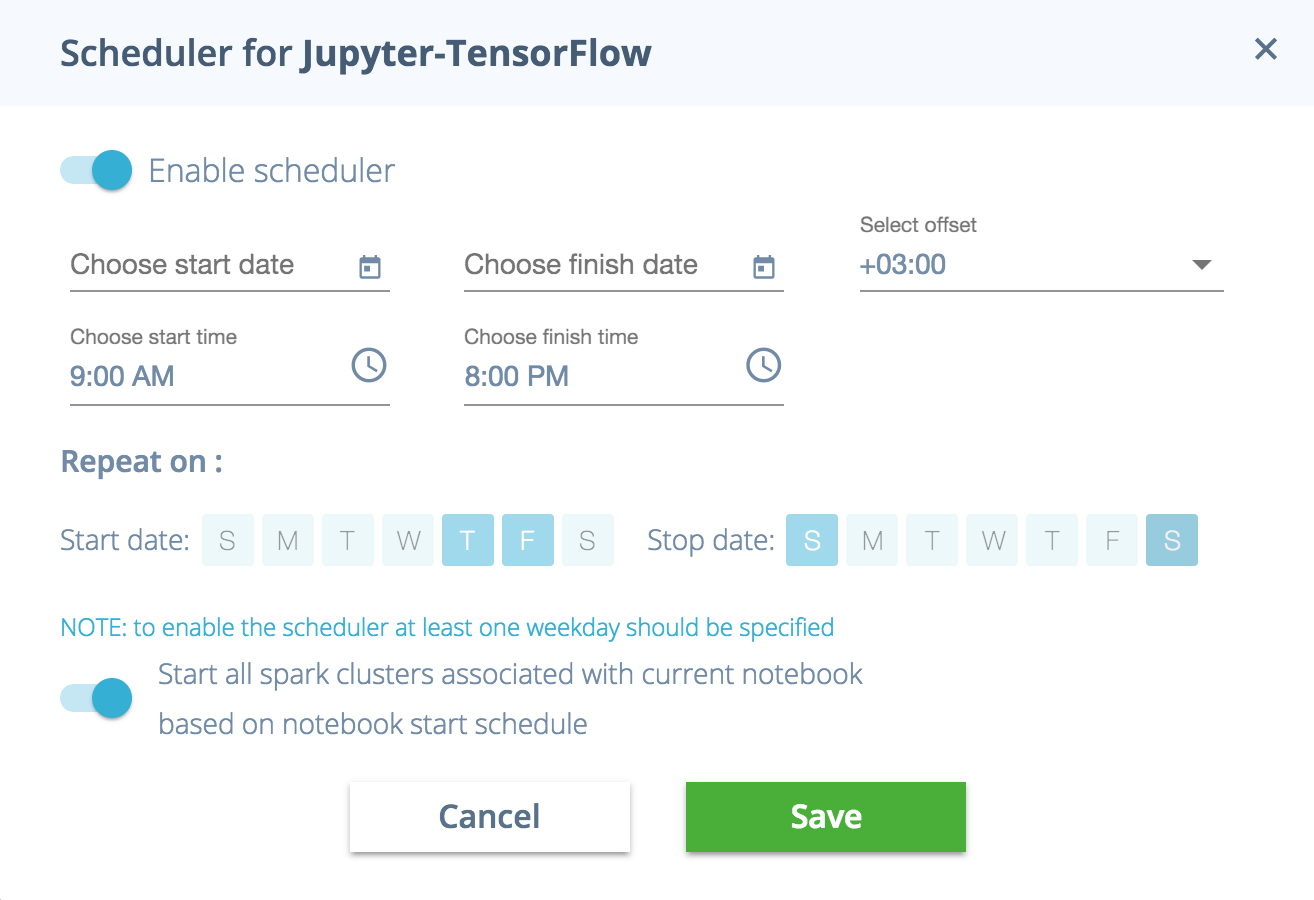 Scheduler for Jupyter-TensorFlow
Enable scheduler
Select offset
Choose start date
Choose finish date
+03:00
Choose start time
Choose finish time
9:00 AM
8:00 PM
Repeat on :
Start date: S M T W T F S Stop date: S M T W T F S
NOTE: to enable the scheduler at least one weekday should be specified
Start all spark clusters associated with current notebook
based on notebook start schedule
Cancel
Save